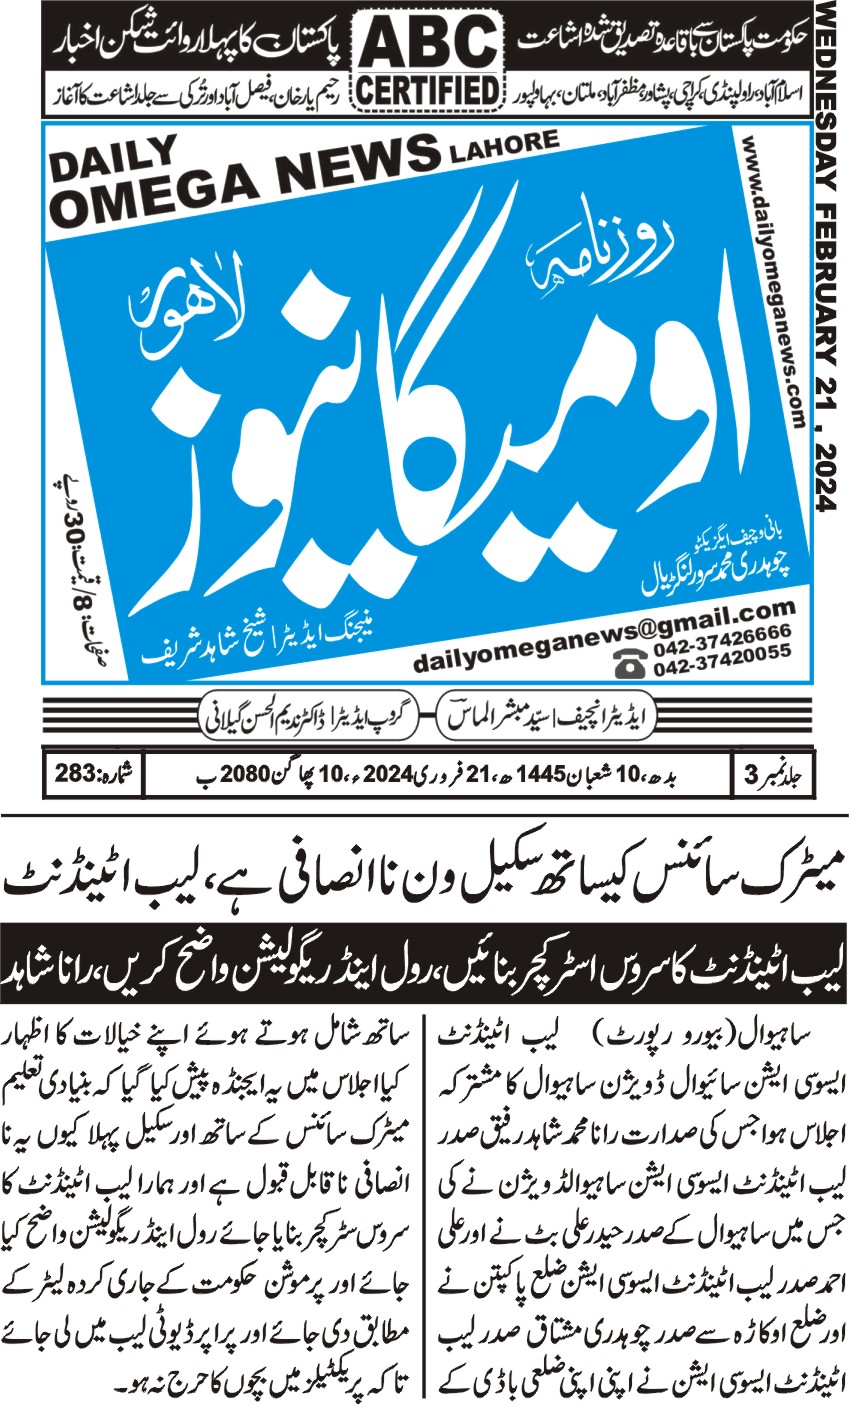 حکومت پاکستان سے باقاعدہ تصدیق شدہ اشاعت
ABC
CERTIFIED
پاکستان کا پہلا روائت شکن اخبار
اسلام آباد، راولپنڈی، کراچی، پشاور، مظفرآباد، ملتان، بہاولپور
رحیم یار خان، فیصل آباد اور ترکی سے جلد اشاعت کا آغاز
WEDNESDAY FEBRUARY 21 , 2024
DAILY
OMEGA NEWS LAHORE
www.dailyomeganews.com
روزنامہ
اومیگا نیوز
لاہور
بانی و چیف ایگزیکٹو
چوہدری محمد سرور لنگڑیال
منیجنگ ایڈیٹر | شیخ شاہد شریف
صفحات: 8/ قیمت: 30 روپے
dailyomeganews@gmail.com
042-37426666
042-37420055
ایڈیٹر انچیف | سید مبشر الماس
گروپ ایڈیٹر | ڈاکٹر ندیم الحسن گیلانی
جلد نمبر 3
بدھ، 10 شعبان 1445ھ، 21 فروری 2024ء، 10 پھاگن 2080 ب
شمارہ: 283
میٹرک سائنس کیساتھ سکیل ون نا انصافی ہے، لیب اٹینڈنٹ
لیب اٹینڈنٹ کا سروس اسٹرکچر بنائیں، رول اینڈ ریگولیشن واضح کریں، رانا شاہد
ساہیوال (بیورو رپورٹ) لیب اٹینڈنٹ
ایسوسی ایشن سائیوال ڈویژن ساہیوال کا مشترکہ
اجلاس ہوا جس کی صدارت رانا محمد شاہد رفیق صدر
لیب اٹینڈنٹ ایسوسی ایشن ساہیوالڈویژن نے کی
جس میں ساہیوال کے صدر حیدر علی بٹ نے اور علی
احمد صدر لیب اٹینڈنٹ ایسوسی ایشن ضلع پاکپتن نے
اور ضلع اوکاڑہ سے صدر چوہدری مشتاق صدر لیب
اٹینڈنٹ ایسوسی ایشن نے اپنی اپنی ضلعی باڈی کے
ساتھ شامل ہوتے ہوئے اپنے خیالات کا اظہار
کیا اجلاس میں یہ ایجنڈہ پیش کیا گیا کہ بنیادی تعلیم
میٹرک سائنس کے ساتھ اور سکیل پہلا کیوں یہ نا
انصافی ناقابل قبول ہے اور ہمارا لیب اٹینڈنٹ کا
سروس سٹرکچر بنایا جائے رول اینڈ ریگولیشن واضح کیا
جائے اور پرموشن حکومت کے جاری کردہ لیٹر کے
مطابق دی جائے اور پراپر ڈیوٹی لیب میں لی جائے
تاکہ پریکٹیلز میں بچوں کا حرج نہ ہو۔